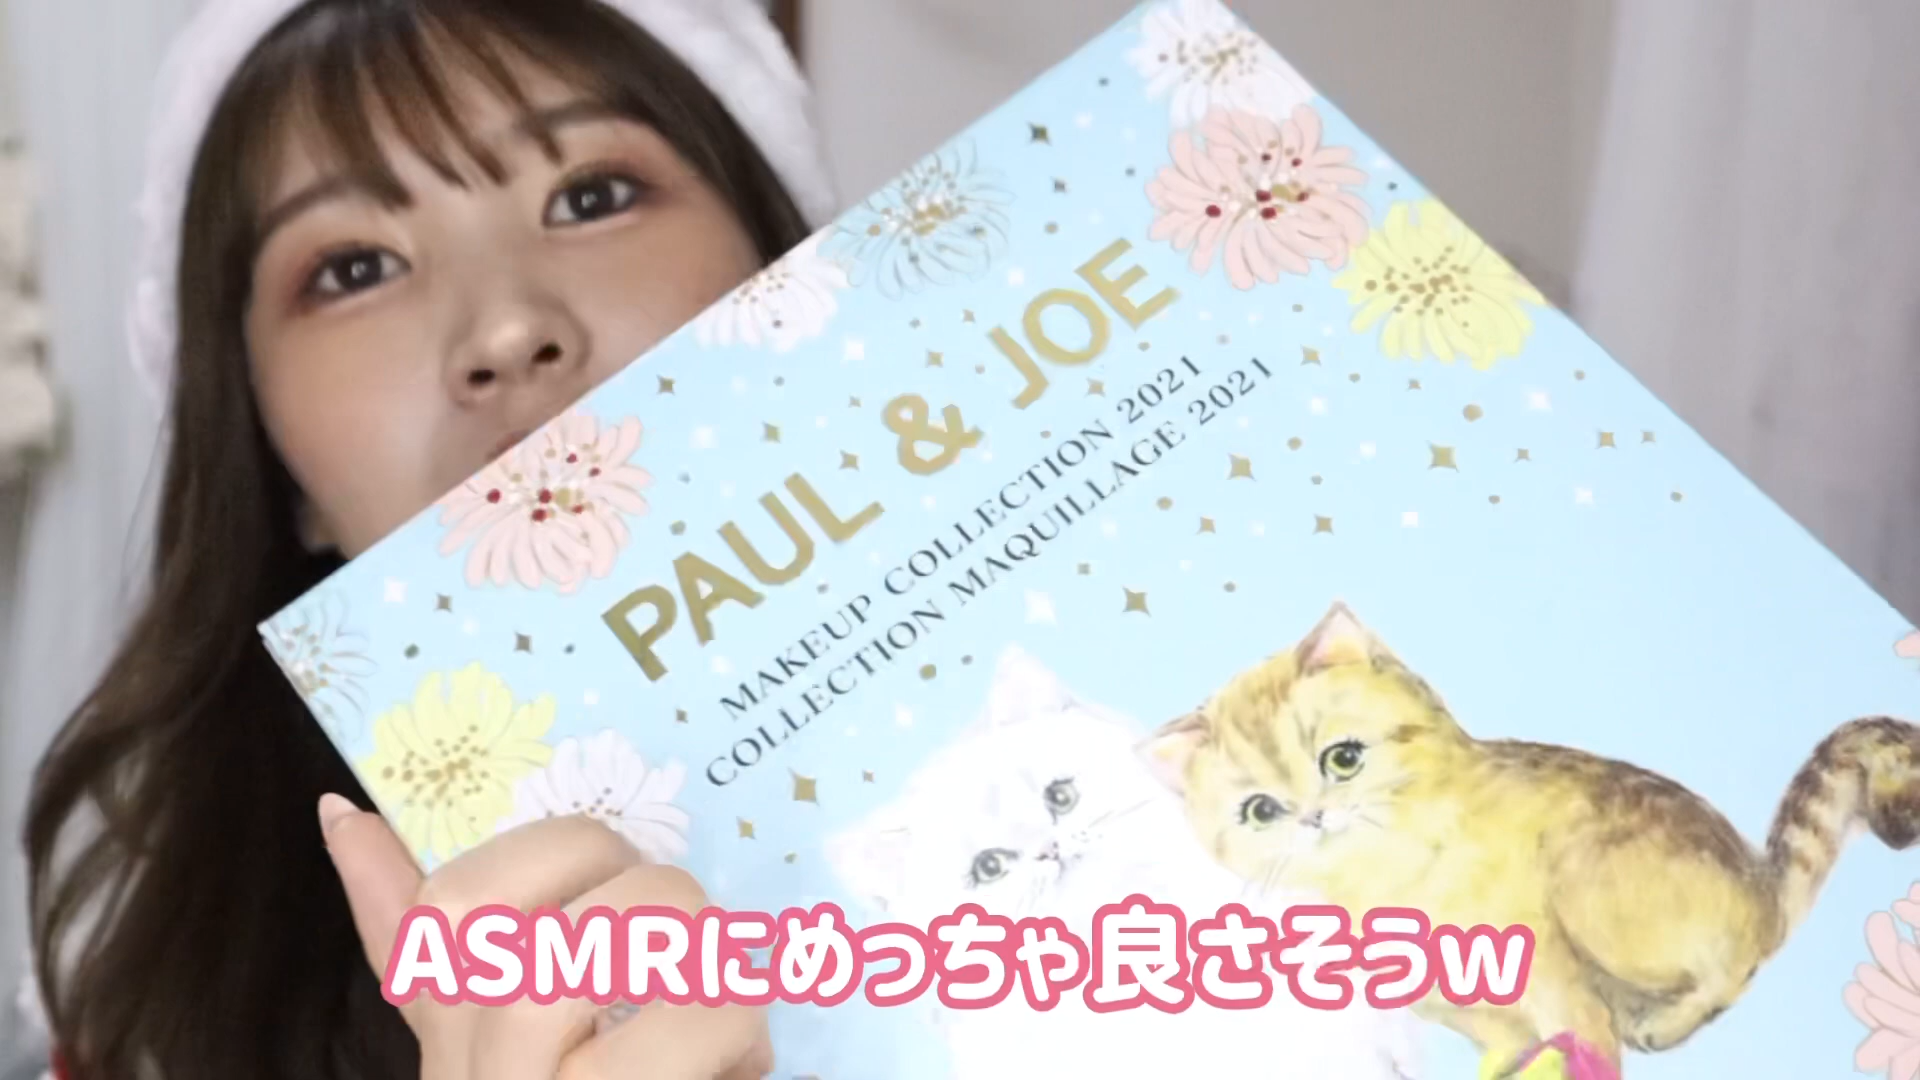 PAUL & JOE
MAKEUP COLLECTION 2021
COLLECTION MAQUILLAGE 2021
ASMRにめっちゃ良さそうw